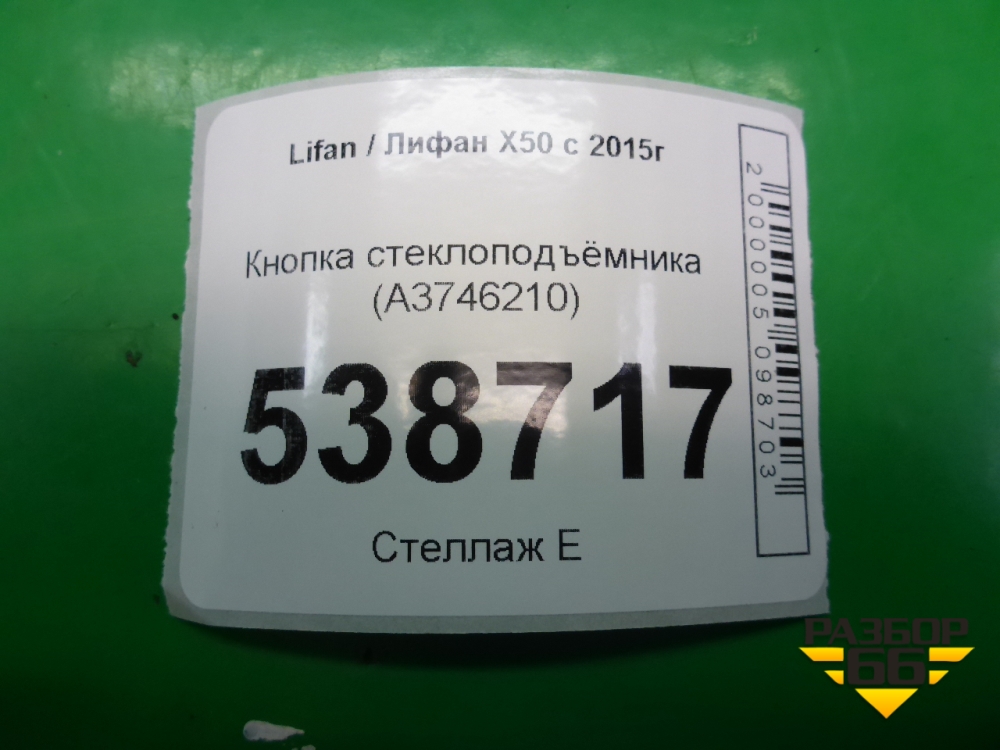 Lifan / Лифан X50 с 2015г
Кнопка стеклоподъёмника
(A3746210)
538717
Стеллаж Е
2000005098703
РАЗБОР
66